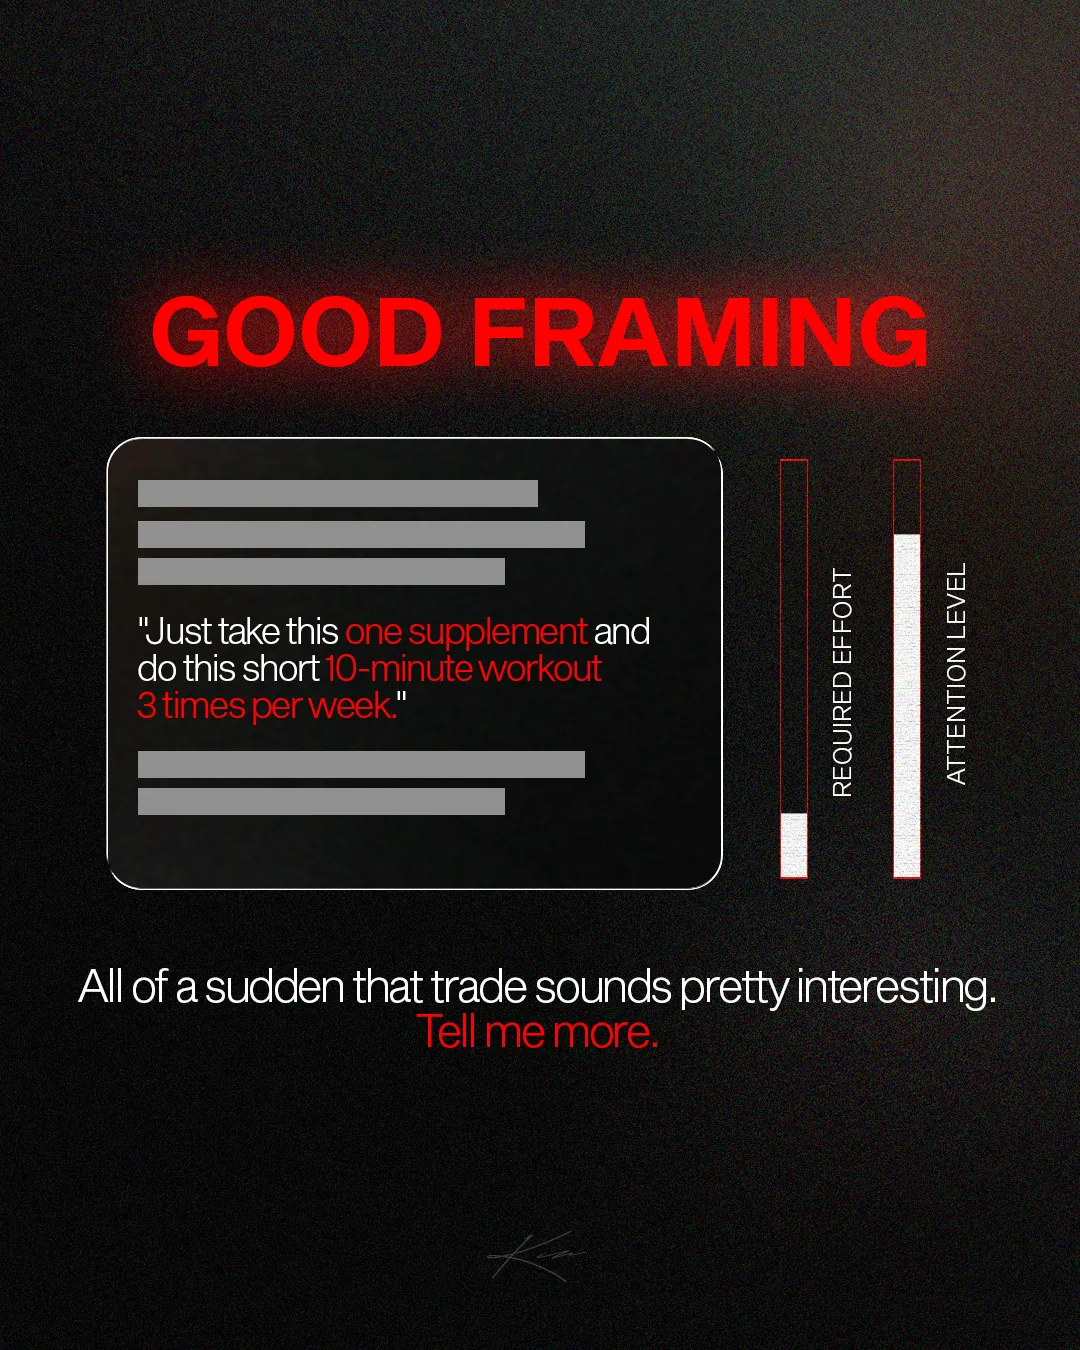 GOOD FRAMING
"Just take this one supplement and
do this short 10-minute workout
3 times per week."
REQUIRED EFFORT
ATTENTION LEVEL
All of a sudden that trade sounds pretty interesting.
Tell me more.